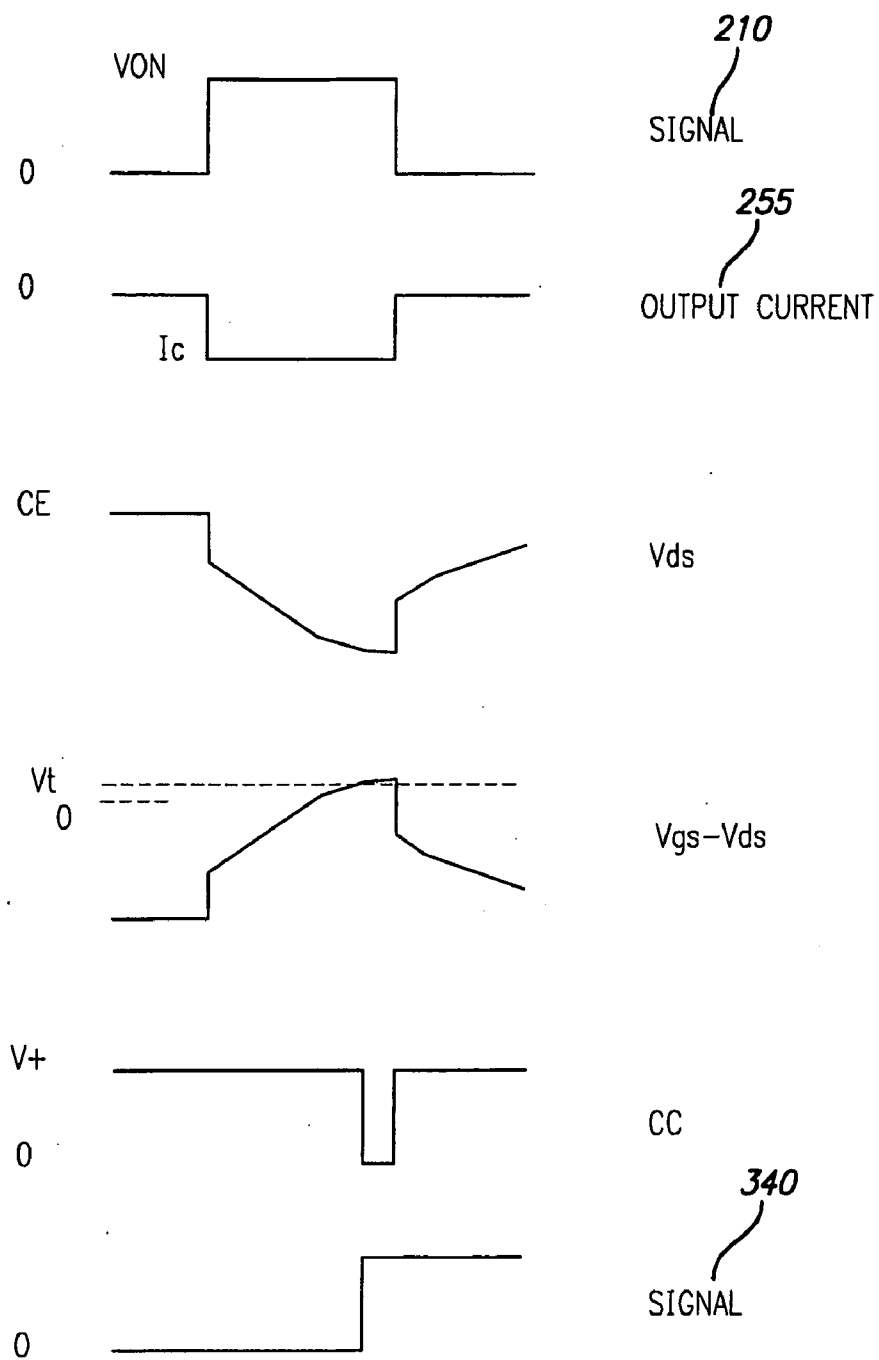 210
VON
SIGNAL
0
255
0
OUTPUT CURRENT
Ic
CE
Vds
Vt
0
Vgs-Vds
V+
CC
0
340
SIGNAL
0